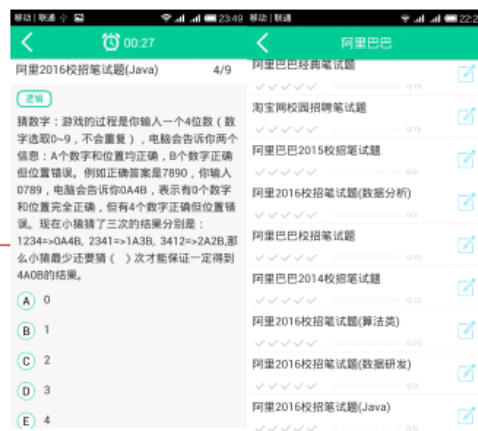 移动 | 联通
23:49
00:27
阿里2016校招笔试题(Java)
4/9
逻辑
猜数字：游戏的过程是你输入一个4位数（数
字选取0~9，不会重复），电脑会告诉你两个
信息：A个数字和位置均正确，B个数字正确
但位置错误。例如正确答案是7890，你输入
0789，电脑会告诉你0A4B，表示有0个数字
和位置完全正确，但有4个数字正确但位置错
误。现在小猿猜了三次的结果分别是：
1234=>0A4B, 2341=>1A3B, 3412=>2A2B,那
么小猿最少还要猜（ ）次才能保证一定得到
4A0B的结果。
A 0
B 1
C 2
D 3
E 4
移动 | 联通
22:2
阿里巴巴
阿里巴巴经典笔试题
0/15
淘宝网校园招聘笔试题
阿里巴巴2015校招笔试题
阿里2016校招笔试题(数据分析)
阿里巴巴校招笔试题
阿里巴巴2014校招笔试题
阿里2016校招笔试题(算法类)
阿里2016校招笔试题(数据研发)
阿里2016校招笔试题(Java)